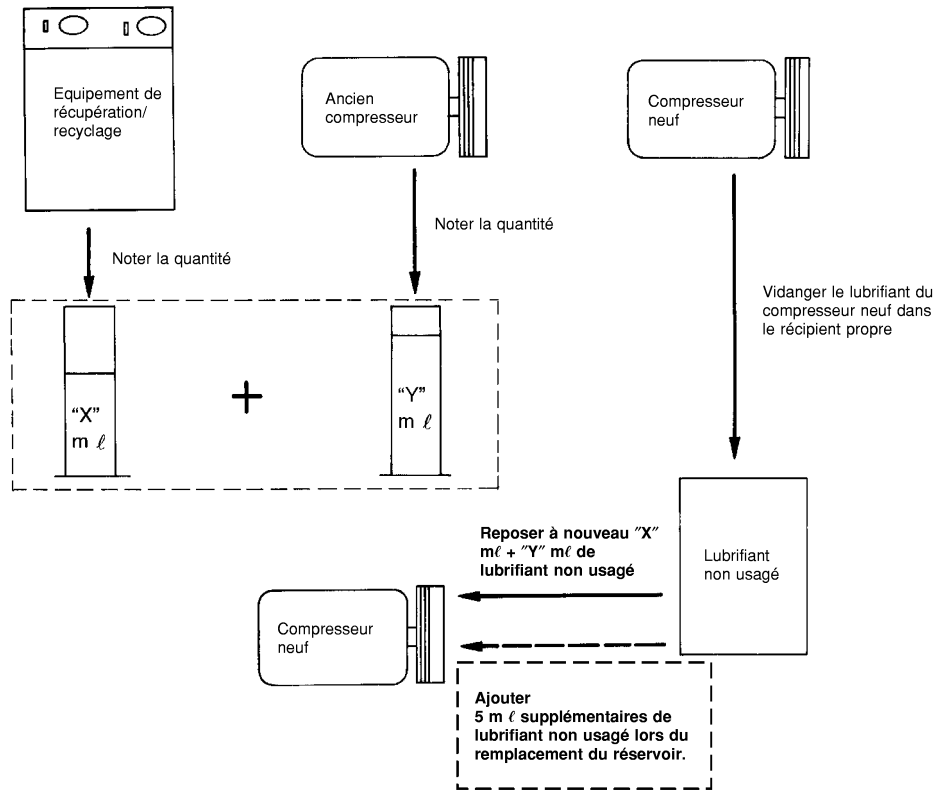 Equipement de
récupération/
recyclage
Ancien
compresseur
Compresseur
neuf
Noter la quantité
Noter la quantité
Vidanger le lubrifiant du
compresseur neuf dans
le récipient propre
“X”
m ℓ
+
“Y”
m ℓ
Reposer à nouveau ″X″
mℓ + ″Y″ mℓ de
lubrifiant non usagé
Lubrifiant
non usagé
Compresseur
neuf
Ajouter
5 m ℓ supplémentaires de
lubrifiant non usagé lors du
remplacement du réservoir.